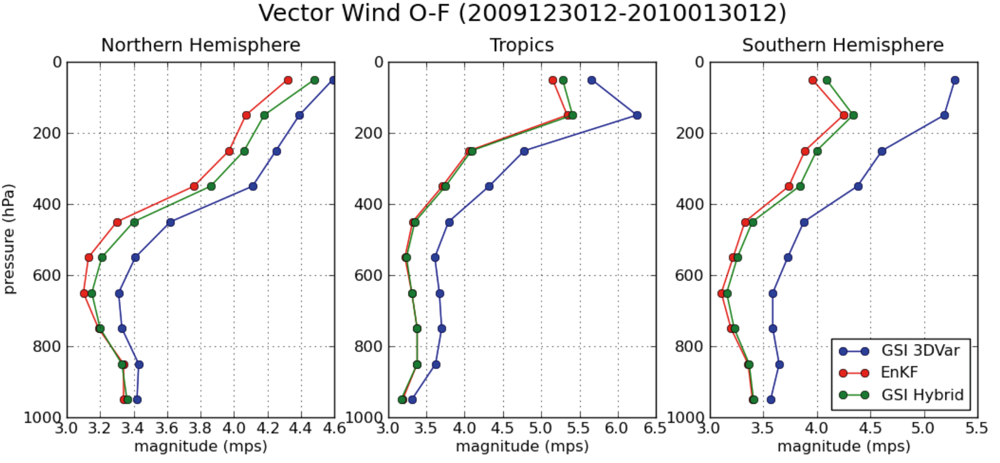 Vector Wind O-F (2009123012-2010013012)
Northern Hemisphere
Tropics
Southern Hemisphere
pressure (hPa)
0
200
400
600
800
1000
3.0 3.2 3.4 3.6 3.8 4.0 4.2 4.4 4.6
magnitude (mps)
0
200
400
600
800
1000
3.0 3.5 4.0 4.5 5.0 5.5 6.0 6.5
magnitude (mps)
0
200
400
600
800
1000
3.0 3.5 4.0 4.5 5.0 5.5
magnitude (mps)
GSI 3DVar
EnKF
GSI Hybrid